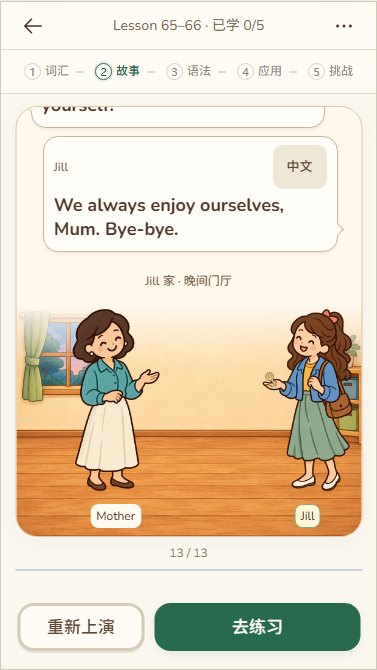 Lesson 65–66 · 已学 0/5
1 词汇 2 故事 3 语法 4 应用 5 挑战
yourself.
Jill
中文
We always enjoy ourselves,
Mum. Bye-bye.
Jill 家 · 晚间门厅
Mother
Jill
13 / 13
重新上演
去练习